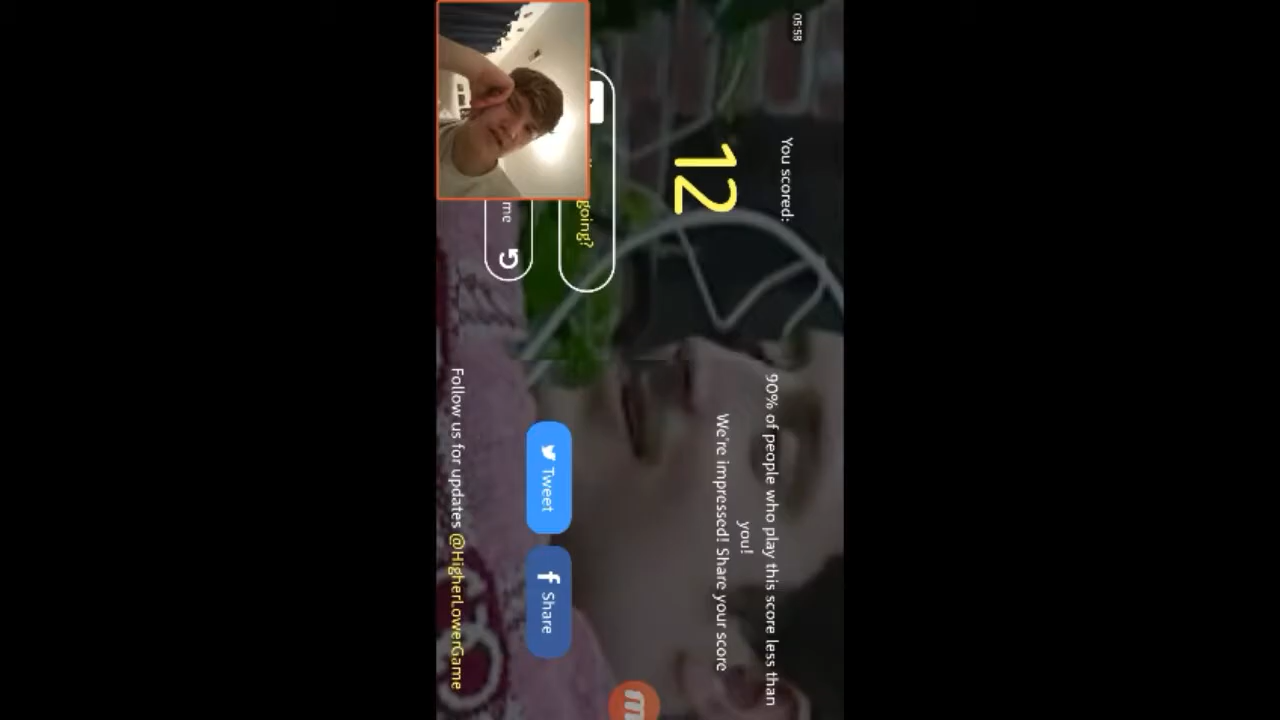 05:58
You scored:
12
going?
me
90% of people who play this score less than
you!
We're impressed! Share your score
Tweet
f Share
Follow us for updates @HigherLowerGame
m